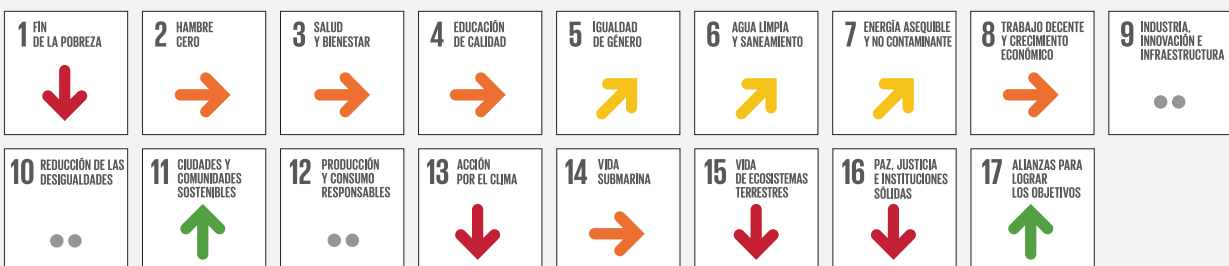 1 FIN
DE LA POBREZA
2 HAMBRE
CERO
3 SALUD
Y BIENESTAR
4 EDUCACIÓN
DE CALIDAD
5 IGUALDAD
DE GÉNERO
6 AGUA LIMPIA
Y SANEAMIENTO
7 ENERGÍA ASEQUIBLE
Y NO CONTAMINANTE
8 TRABAJO DECENTE
Y CRECIMIENTO
ECONÓMICO
9 INDUSTRIA,
INNOVACIÓN E
INFRAESTRUCTURA
10 REDUCCIÓN DE LAS
DESIGUALDADES
11 CIUDADES Y
COMUNIDADES
SOSTENIBLES
12 PRODUCCIÓN
Y CONSUMO
RESPONSABLES
13 ACCIÓN
POR EL CLIMA
14 VIDA
SUBMARINA
15 VIDA
DE ECOSISTEMAS
TERRESTRES
16 PAZ, JUSTICIA
E INSTITUCIONES
SÓLIDAS
17 ALIANZAS PARA
LOGRAR
LOS OBJETIVOS